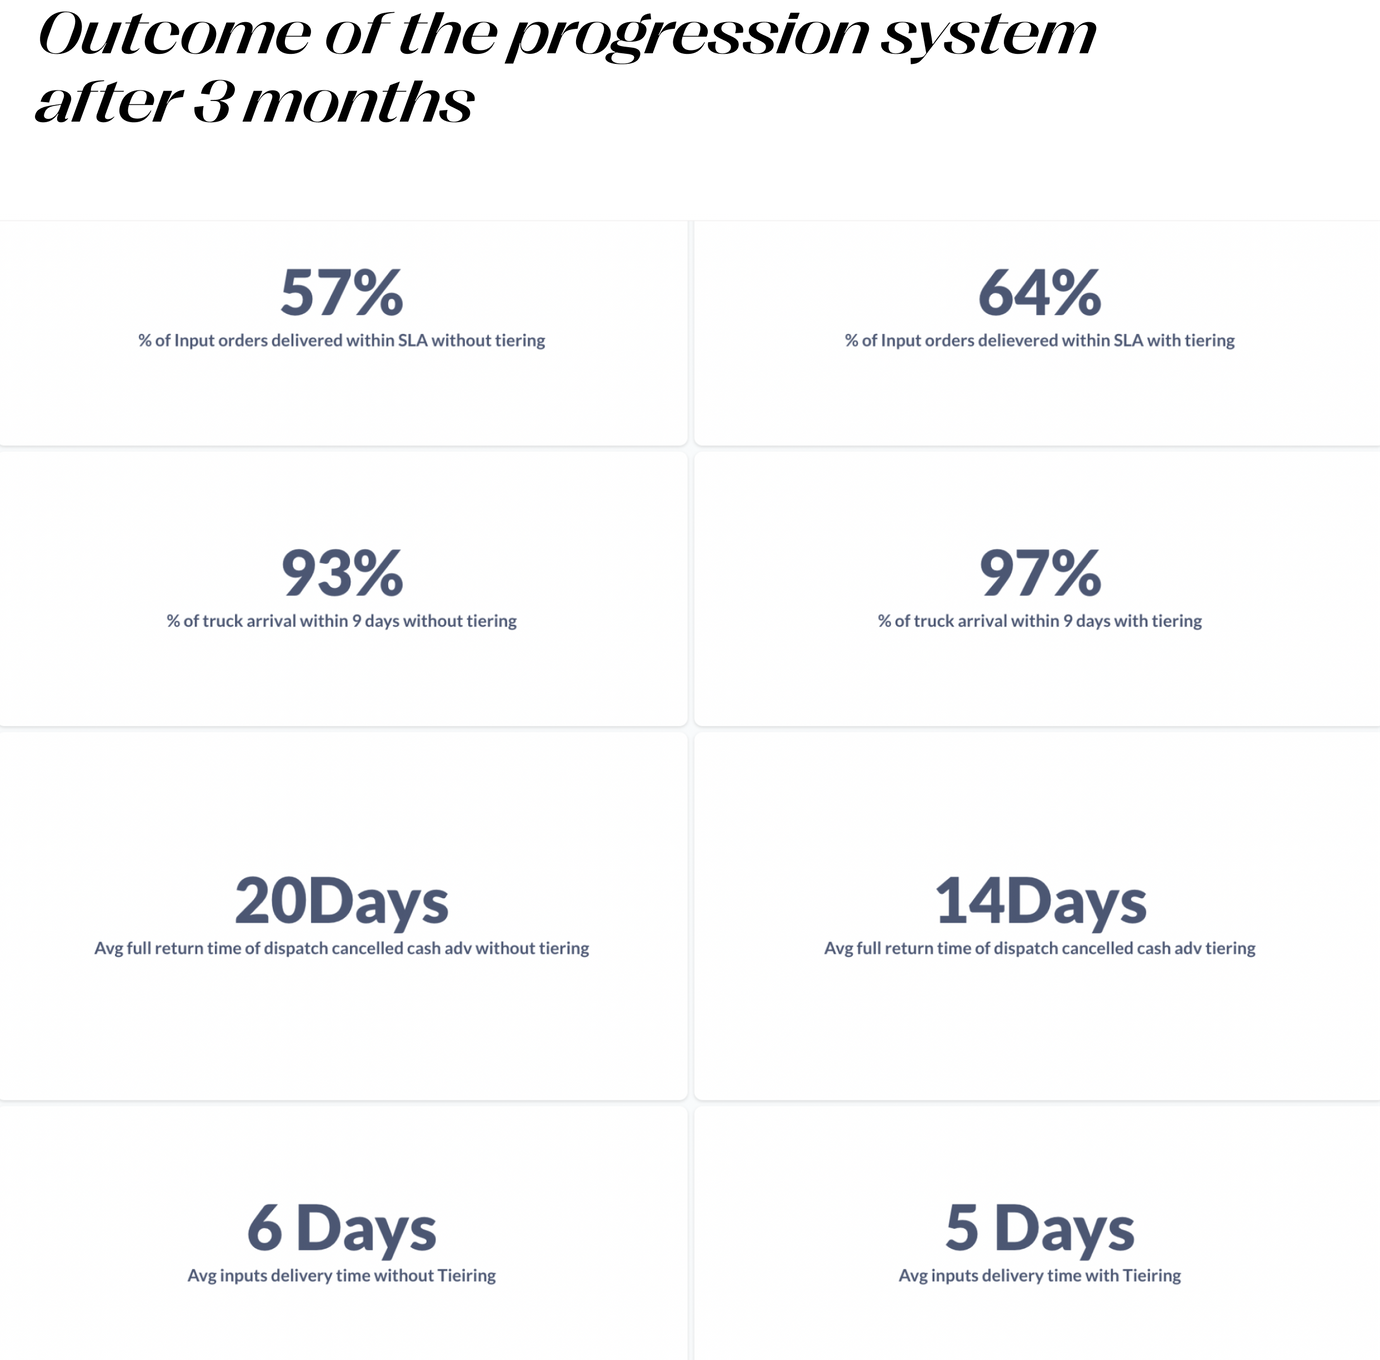 Outcome of the progression system
after 3 months
57%
% of Input orders delivered within SLA without tiering
64%
% of Input orders delievered within SLA with tiering
93%
% of truck arrival within 9 days without tiering
97%
% of truck arrival within 9 days with tiering
20Days
Avg full return time of dispatch cancelled cash adv without tiering
14Days
Avg full return time of dispatch cancelled cash adv tiering
6 Days
Avg inputs delivery time without Tieiring
5 Days
Avg inputs delivery time with Tieiring